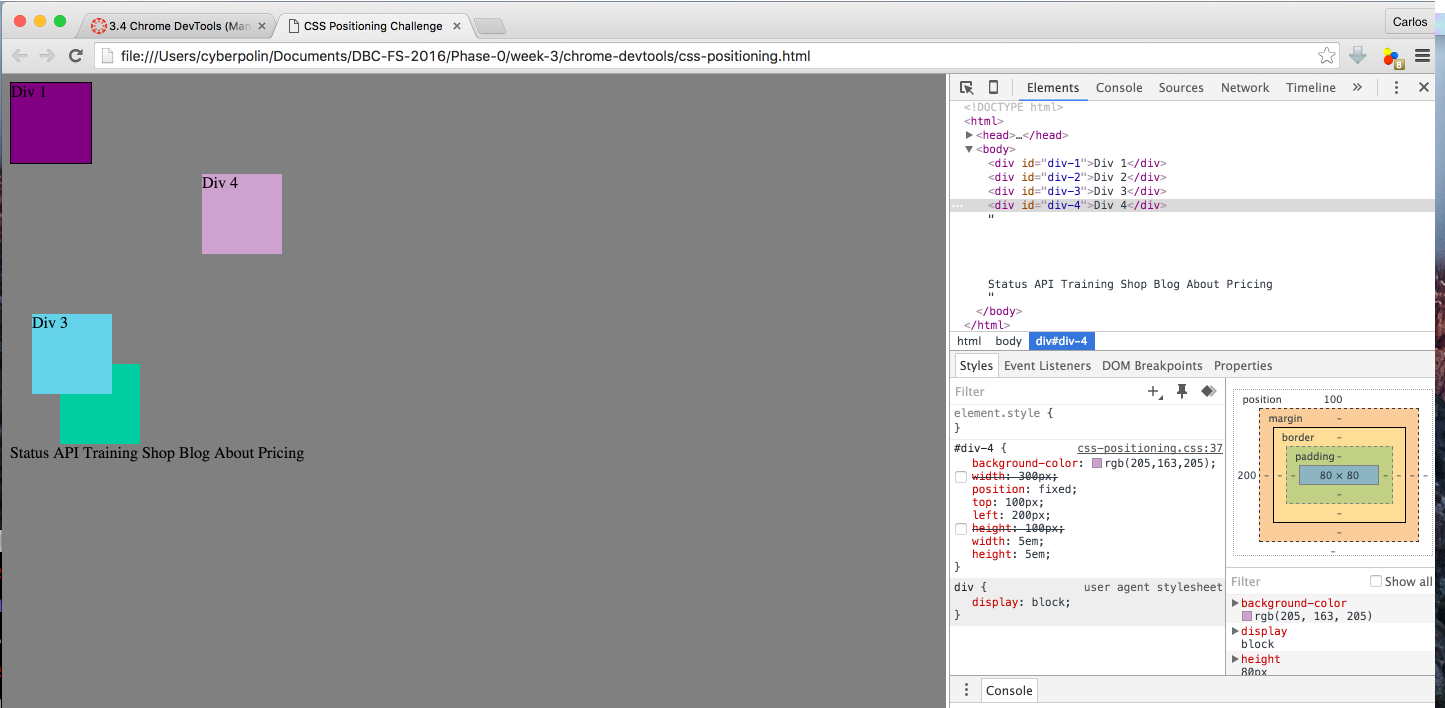 3.4 Chrome DevTools (Man
CSS Positioning Challenge
Carlos
file:///Users/cyberpolin/Documents/DBC-FS-2016/Phase-0/week-3/chrome-devtools/css-positioning.html
8
Div 1
Div 4
Div 3
Status API Training Shop Blog About Pricing
Elements Console Sources Network Timeline »
<!DOCTYPE html>
<html>
<head>…</head>
<body>
<div id="div-1">Div 1</div>
<div id="div-2">Div 2</div>
<div id="div-3">Div 3</div>
... <div id="div-4">Div 4</div>
"
Status API Training Shop Blog About Pricing
"
</body>
</html>
html body div#div-4
Styles Event Listeners DOM Breakpoints Properties
Filter
element.style {
}
#div-4 { css-positioning.css:37
background-color: rgb(205,163,205);
width: 300px;
position: fixed;
top: 100px;
left: 200px;
height: 100px;
width: 5em;
height: 5em;
}
div { user agent stylesheet
display: block;
}
position 100
margin -
border -
padding -
200 - - - 80 × 80 - - - -
-
-
-
-
Filter Show all
background-color
rgb(205, 163, 205)
display
block
height
80px
Console